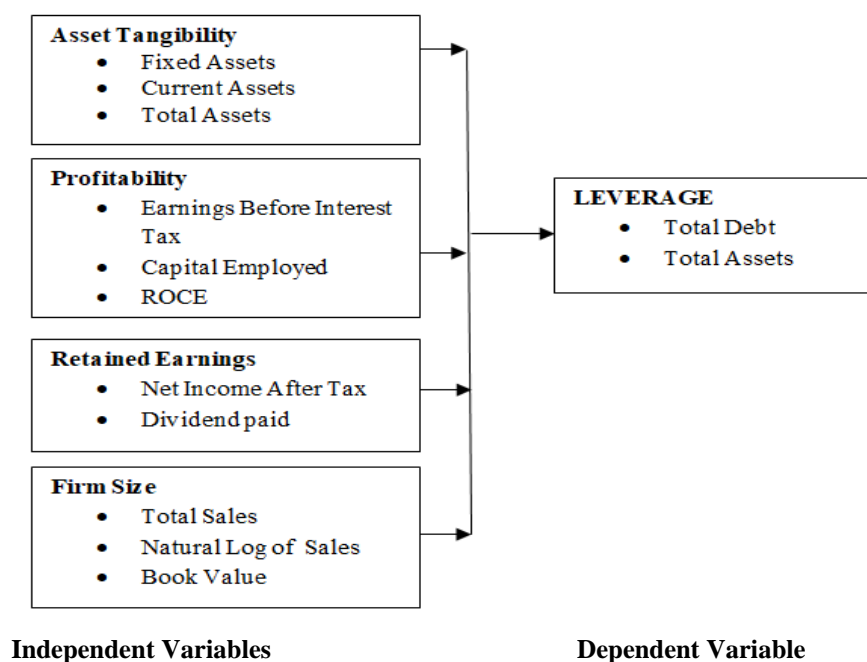 Asset Tangibility
• Fixed Assets
• Current Assets
• Total Assets
Profitability
• Earnings Before Interest
Tax
• Capital Employed
• ROCE
Retained Earnings
• Net Income After Tax
• Dividend paid
Firm Size
• Total Sales
• Natural Log of Sales
• Book Value
LEVERAGE
• Total Debt
• Total Assets
Independent Variables
Dependent Variable